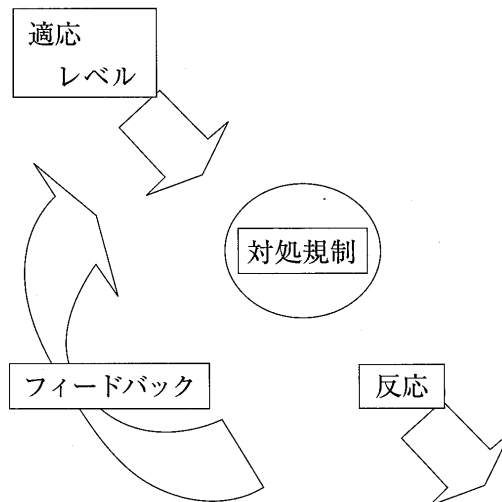 適応
レベル
対処規制
フィードバック
反応